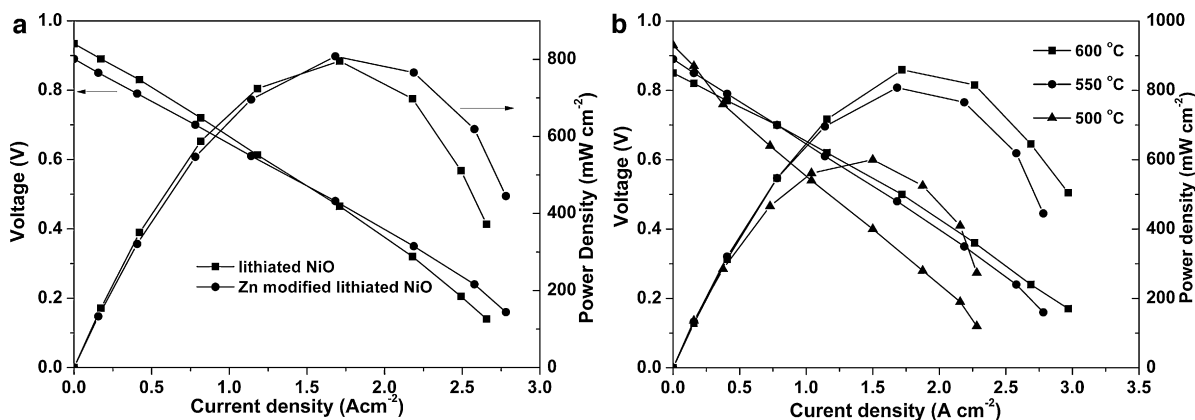 a
1.0
0.8
0.6
0.4
0.2
0.0
Voltage (V)
lithiated NiO
Zn modified lithiated NiO
800
600
400
200
0
Power Density (mW cm-2)
0.0 0.5 1.0 1.5 2.0 2.5 3.0
Current density (Acm-2)
b
1.0
0.8
0.6
0.4
0.2
0.0
Voltage (V)
600 °C
550 °C
500 °C
1000
800
600
400
200
0
Power density (mW cm-2)
0.0 0.5 1.0 1.5 2.0 2.5 3.0 3.5
Curent density (A cm-2)